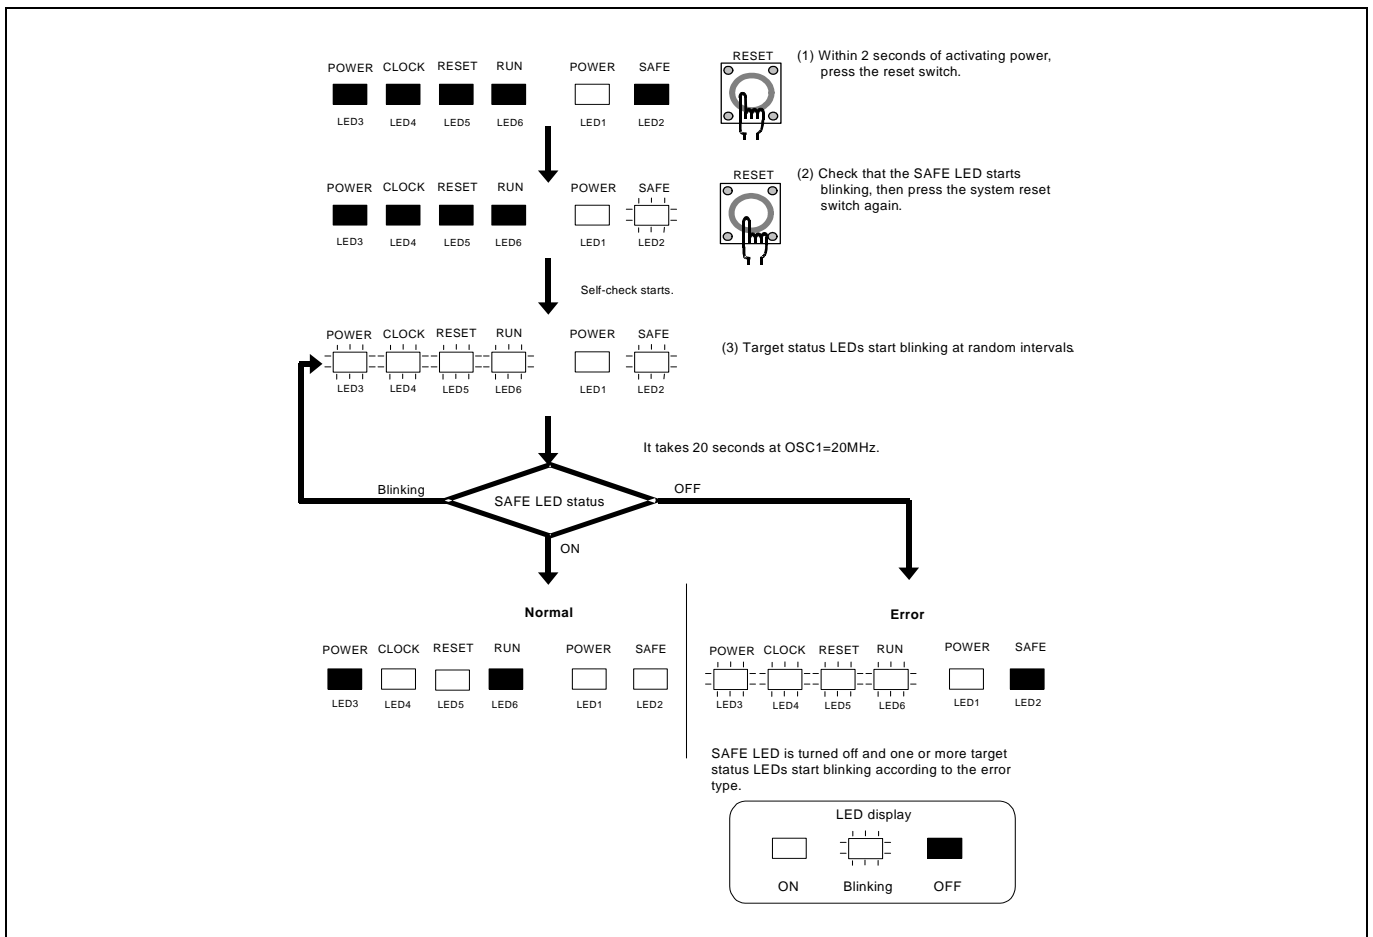 POWER CLOCK RESET RUN POWER SAFE
LED3 LED4 LED5 LED6 LED1 LED2
RESET
(1) Within 2 seconds of activating power,
press the reset switch.
POWER CLOCK RESET RUN POWER SAFE
LED3 LED4 LED5 LED6 LED1 LED2
RESET
(2) Check that the SAFE LED starts
blinking, then press the system reset
switch again.
Self-check starts.
POWER CLOCK RESET RUN POWER SAFE
LED3 LED4 LED5 LED6 LED1 LED2
(3) Target status LEDs start blinking at random intervals.
It takes 20 seconds at OSC1=20MHz.
Blinking
SAFE LED status
OFF
ON
Normal
POWER CLOCK RESET RUN POWER SAFE
LED3 LED4 LED5 LED6 LED1 LED2
Error
POWER CLOCK RESET RUN POWER SAFE
LED3 LED4 LED5 LED6 LED1 LED2
SAFE LED is turned off and one or more target
status LEDs start blinking according to the error
type.
LED display
ON Blinking OFF